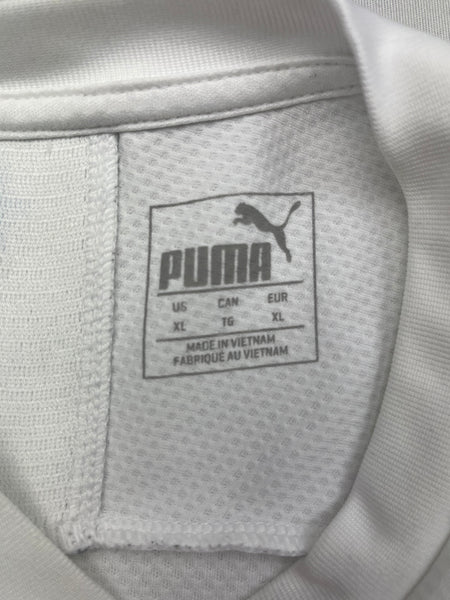 PUMA
US CAN EUR
XL TG XL
MADE IN VIETNAM
FABRIQUÉ AU VIETNAM